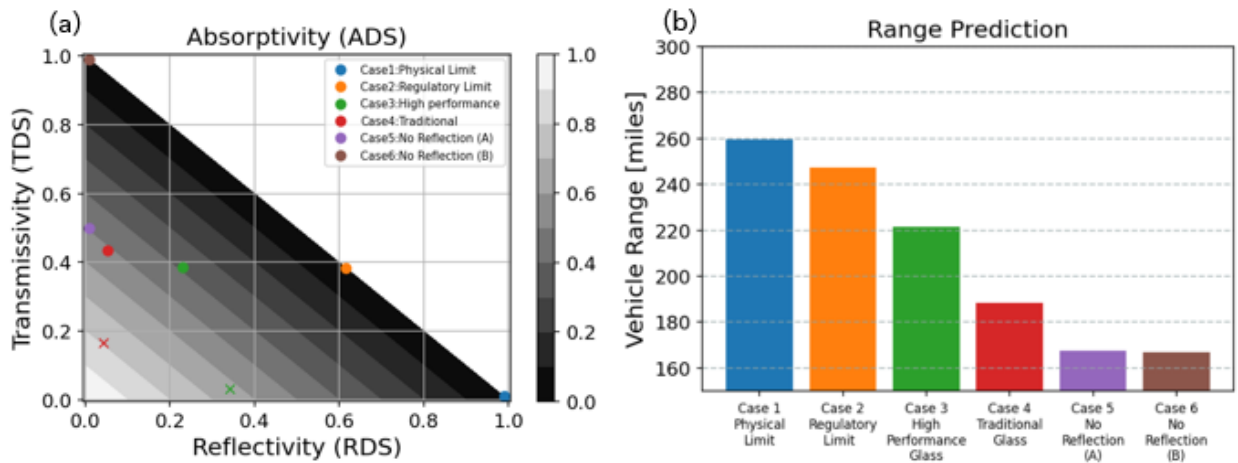 (a)
Absorptivity (ADS)
1.0
0.8
0.6
0.4
0.2
0.0
Transmissivity (TDS)
Case1:Physical Limit
Case2:Regulatory Limit
Case3:High performance
Case4:Traditional
Case5:No Reflection (A)
Case6:No Reflection (B)
0.0
0.2
0.4
0.6
0.8
1.0
Reflectivity (RDS)
1.0
0.8
0.6
0.4
0.2
0.0
(b)
Range Prediction
300
280
260
240
220
200
180
160
Vehicle Range [miles]
Case 1
Physical
Limit
Case 2
Regulatory
Limit
Case 3
High
Performance
Glass
Case 4
Traditional
Glass
Case 5
No
Reflection
(A)
Case 6
No
Reflection
(B)